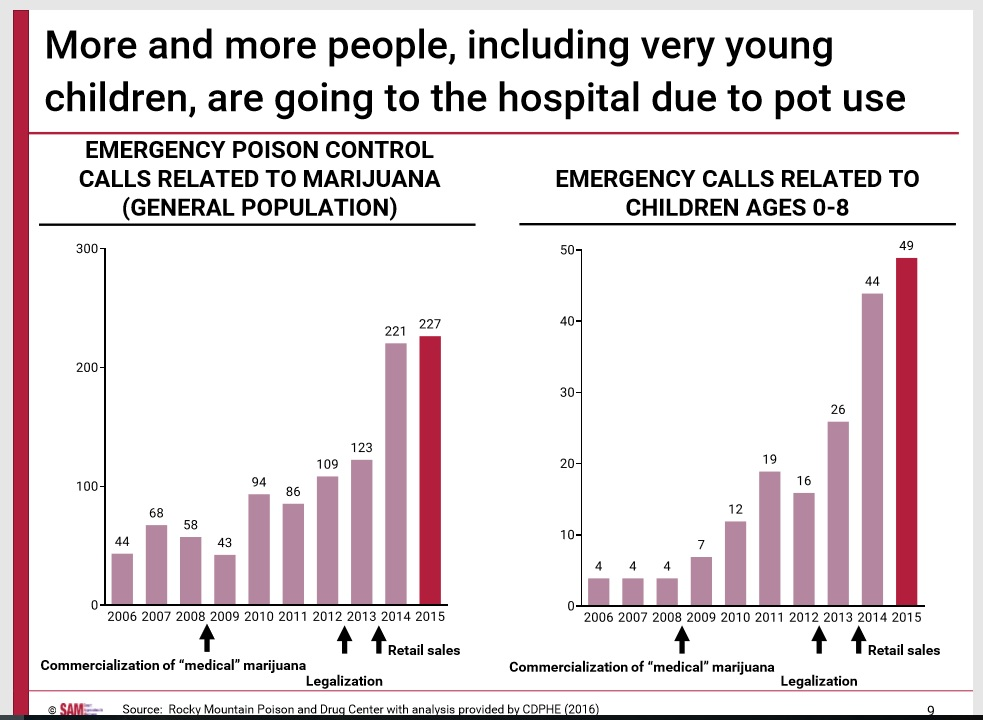 More and more people, including very young
children, are going to the hospital due to pot use
EMERGENCY POISON CONTROL
CALLS RELATED TO MARIJUANA
(GENERAL POPULATION)
300
200
100
0
44
68
58
43
94
86
109
123
221
227
2006 2007 2008 2009 2010 2011 2012 2013 2014 2015
Commercialization of “medical” marijuana
Legalization
Retail sales
EMERGENCY CALLS RELATED TO
CHILDREN AGES 0-8
50
40
30
20
10
0
4
4
4
7
12
19
16
26
44
49
2006 2007 2008 2009 2010 2011 2012 2013 2014 2015
Commercialization of “medical” marijuana
Legalization
Retail sales
© SAM
Source: Rocky Mountain Poison and Drug Center with analysis provided by CDPHE (2016)
9